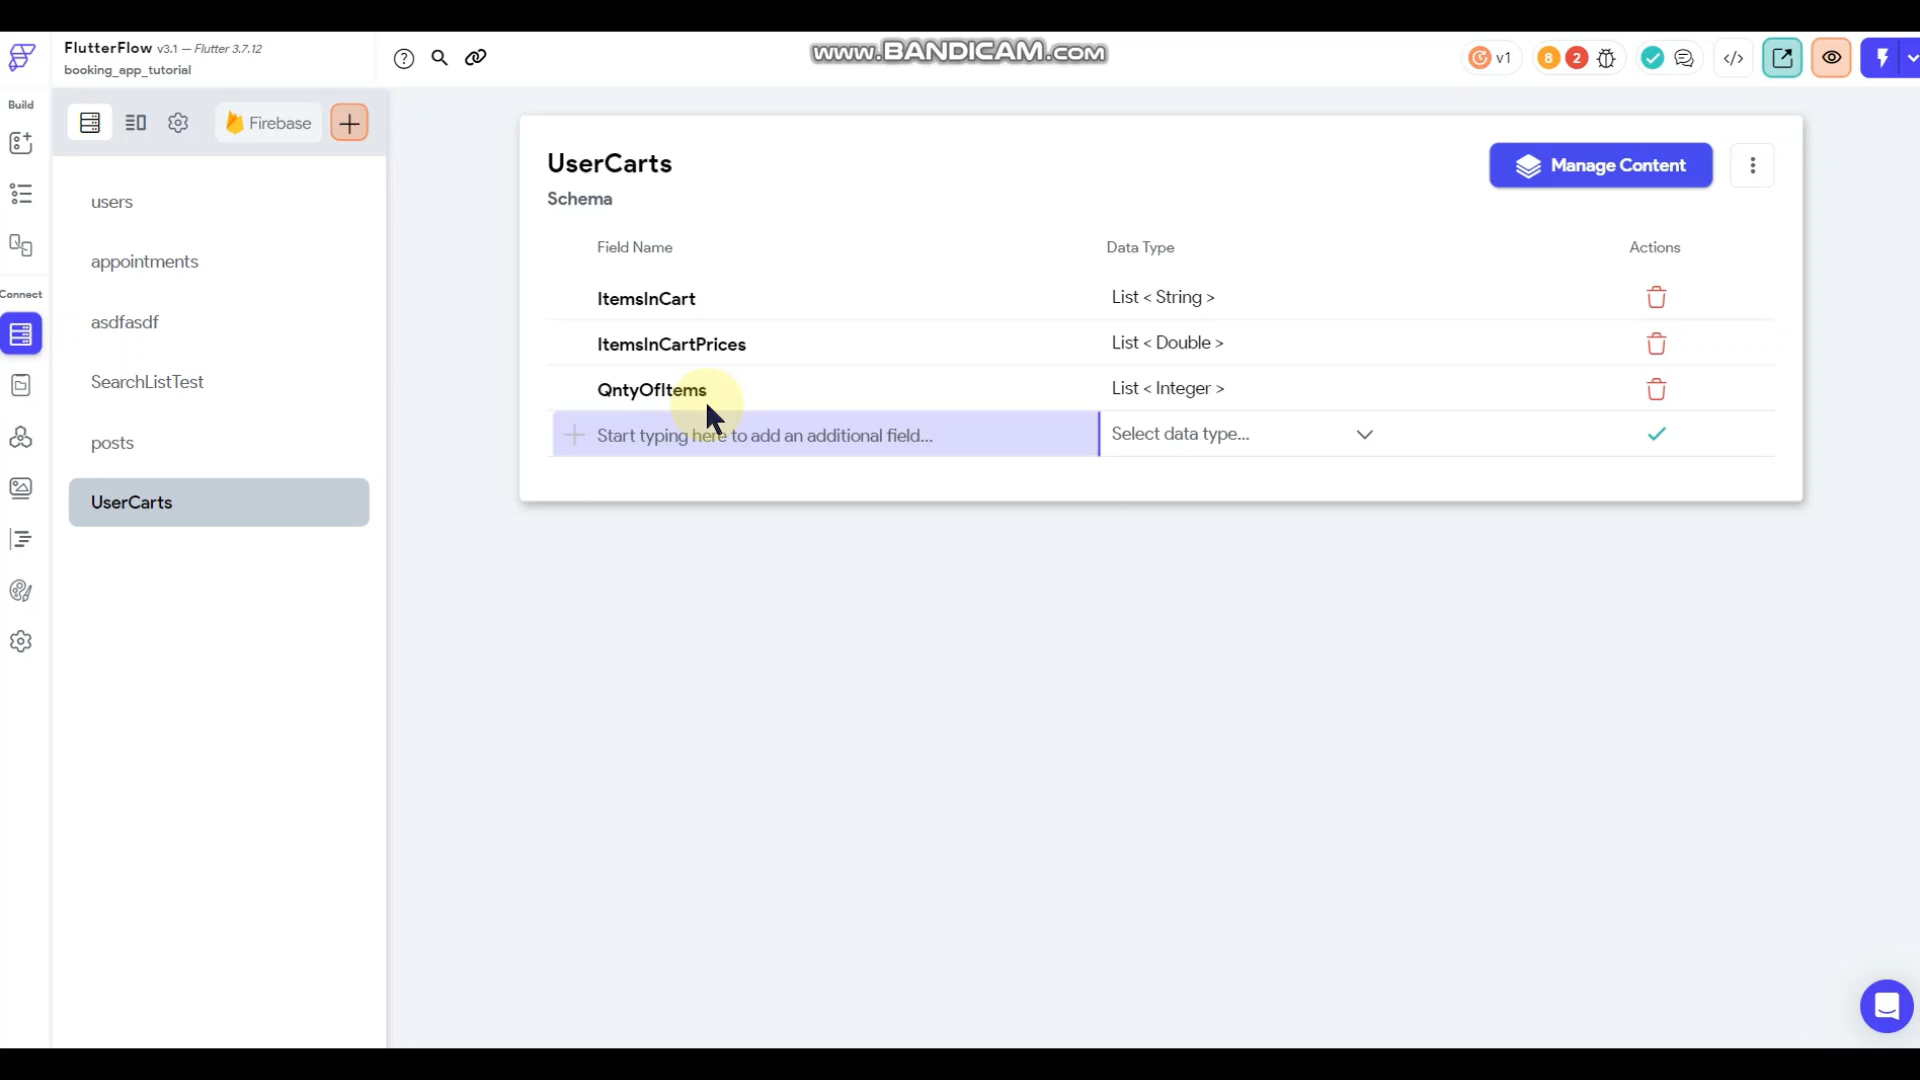 www.BANDICAM.com
FlutterFlow v3.1 — Flutter 3.7.12
booking_app_tutorial
v1
8
2
Build
Connect
Firebase
users
appointments
asdfasdf
SearchListTest
posts
UserCarts
UserCarts
Schema
Manage Content
Field Name Data Type Actions
ItemsInCart List < String >
ItemsInCartPrices List < Double >
QntyOfItems List < Integer >
Start typing here to add an additional field... Select data type...